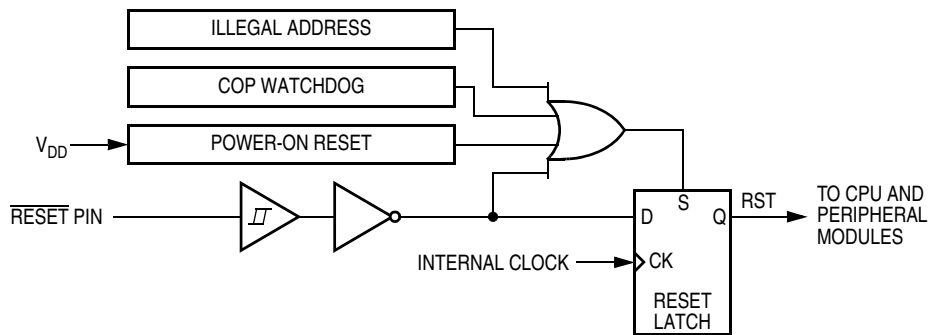 ILLEGAL ADDRESS
COP WATCHDOG
V_DD
POWER-ON RESET
RESET PIN
INTERNAL CLOCK
D
S
Q
CK
RESET
LATCH
RST
TO CPU AND
PERIPHERAL
MODULES